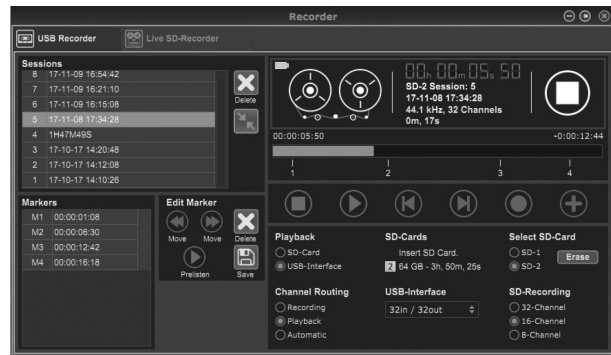 Recorder
USB Recorder
Live SD-Recorder
Sessions
8 17-11-09 16:54:42
7 17-11-09 16:21:10
6 17-11-09 16:15:08
5 17-11-08 17:34:28
4 1H47M49S
3 17-10-17 14:20:48
2 17-10-17 14:12:08
1 17-10-17 14:10:26
Delete
Markers
M1 00:00:01:08
M2 00:00:06:30
M3 00:00:12:42
M4 00:00:16:18
Edit Marker
Move Move Delete
Prelisten Save
00h 00m 05s 50
SD-2 Session: 5
17-11-08 17:34:28
44.1 kHz, 32 Channels
0m, 17s
00:00:05:50 -0:00:12:44
1 2 3 4
Playback
SD-Card
USB-Interface
SD-Cards
Insert SD Card.
2 64 GB - 3h, 50m, 25s
Select SD-Card
SD-1
SD-2
Erase
Channel Routing
Recording
Playback
Automatic
USB-Interface
32in / 32out
SD-Recording
32-Channel
16-Channel
8-Channel